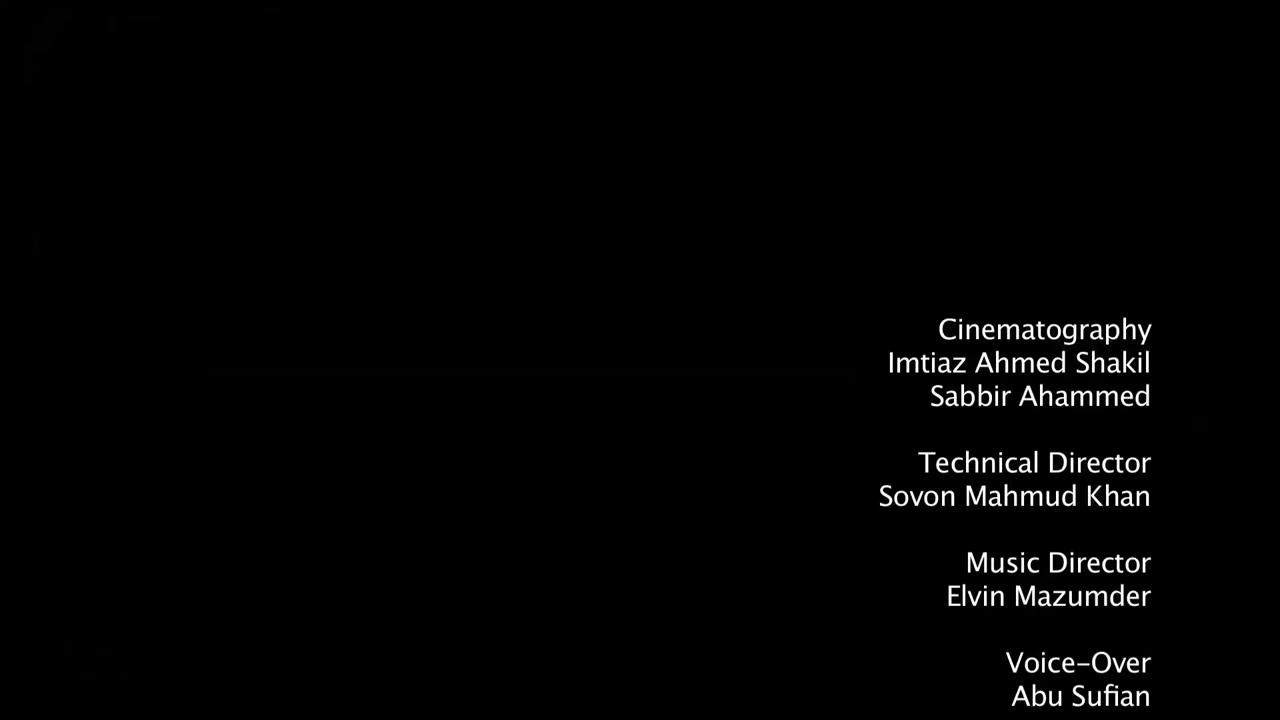 Cinematography
Imtiaz Ahmed Shakil
Sabbir Ahammed
Technical Director
Sovon Mahmud Khan
Music Director
Elvin Mazumder
Voice-Over
Abu Sufian